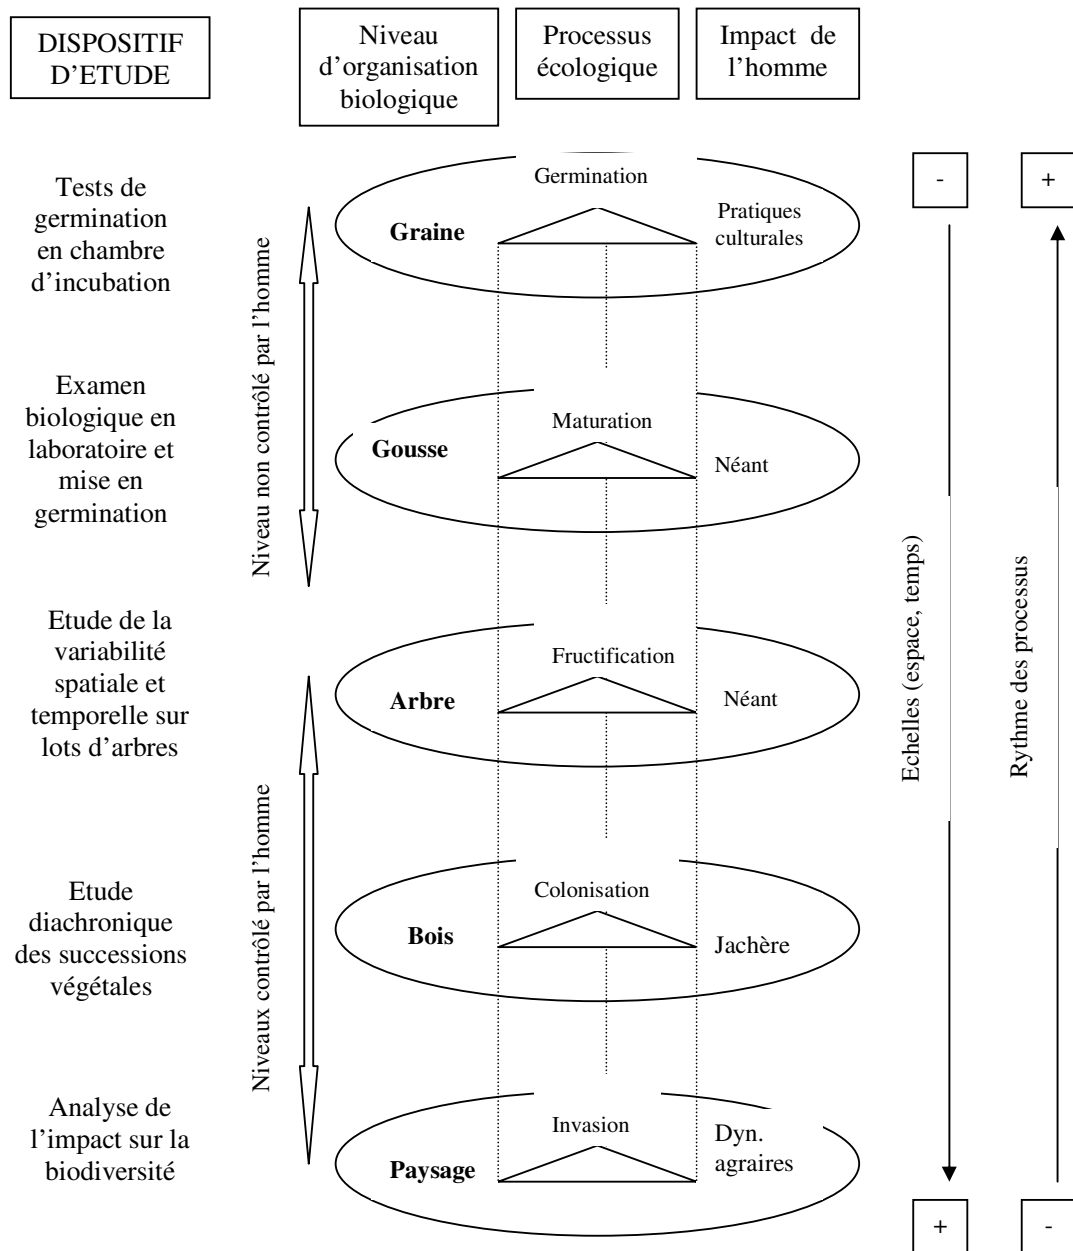 DISPOSITIF
D'ETUDE
Niveau
d'organisation
biologique
Processus
écologique
Impact de
l'homme
Tests de
germination
en chambre
d'incubation
Germination
Graine
Pratiques
culturales
-
+
Niveau non contrôlé par l'homme
Examen
biologique en
laboratoire et
mise en
germination
Maturation
Gousse
Néant
Echelles (espace, temps)
Rythme des processus
Etude de la
variabilité
spatiale et
temporelle sur
lots d'arbres
Fructification
Arbre
Néant
Niveaux contrôlé par l'homme
Etude
diachronique
des successions
végétales
Colonisation
Bois
Jachère
Analyse de
l'impact sur la
biodiversité
Invasion
Paysage
Dyn.
agraires
+
-